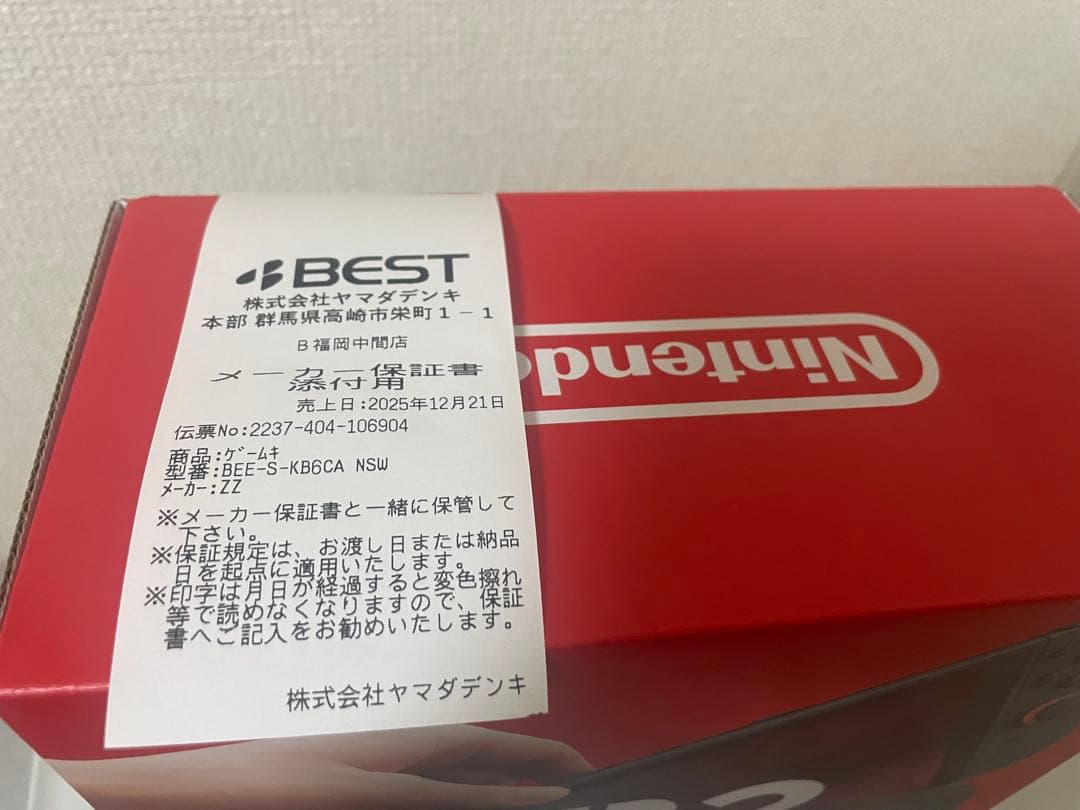 BEST
株式会社ヤマダデンキ
本部 群馬県高崎市栄町1-1
B福岡中間店
メーカー保証書
添付用
売上日:2025年12月21日
伝票No:2237-404-106904
商品:ゲームキ
型番:BEE-S-KB6CA NSW
メーカー:ZZ
※メーカー保証書と一緒に保管して
下さい。
※保証規定は、お渡し日または納品
日を起点に適用いたします。
※印字は月日が経過すると変色擦れ
等で読めなくなりますので、保証
書へご記入をお勧めいたします。
株式会社ヤマダデンキ
Nintendo